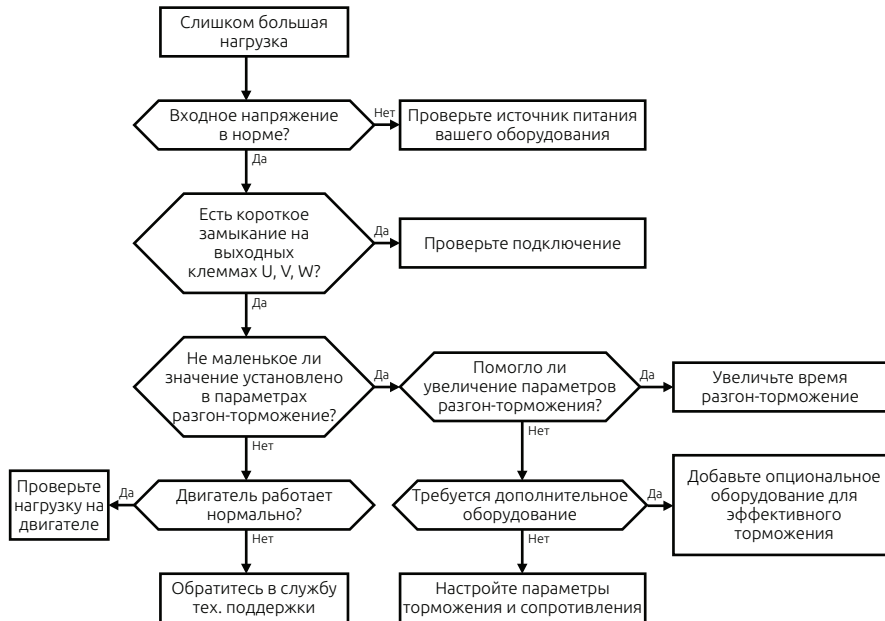 Слишком большая
нагрузка
Входное напряжение
в норме?
Нет
Проверьте источник питания
вашего оборудования
Да
Есть короткое
замыкание на
выходных
клеммах U, V, W?
Да
Проверьте подключение
Да
Не маленькое ли
значение установлено
в параметрах
разгон-торможение?
Да
Помогло ли
увеличение параметров
разгон-торможения?
Да
Увеличьте время
разгон-торможение
Нет
Нет
Проверьте
нагрузку на
двигателе
Да
Двигатель работает
нормально?
Требуется дополнительное
оборудование
Да
Добавьте опциональное
оборудование для
эффективного
торможения
Нет
Нет
Обратитесь в службу
тех. поддержки
Настройте параметры
торможения и сопротивления